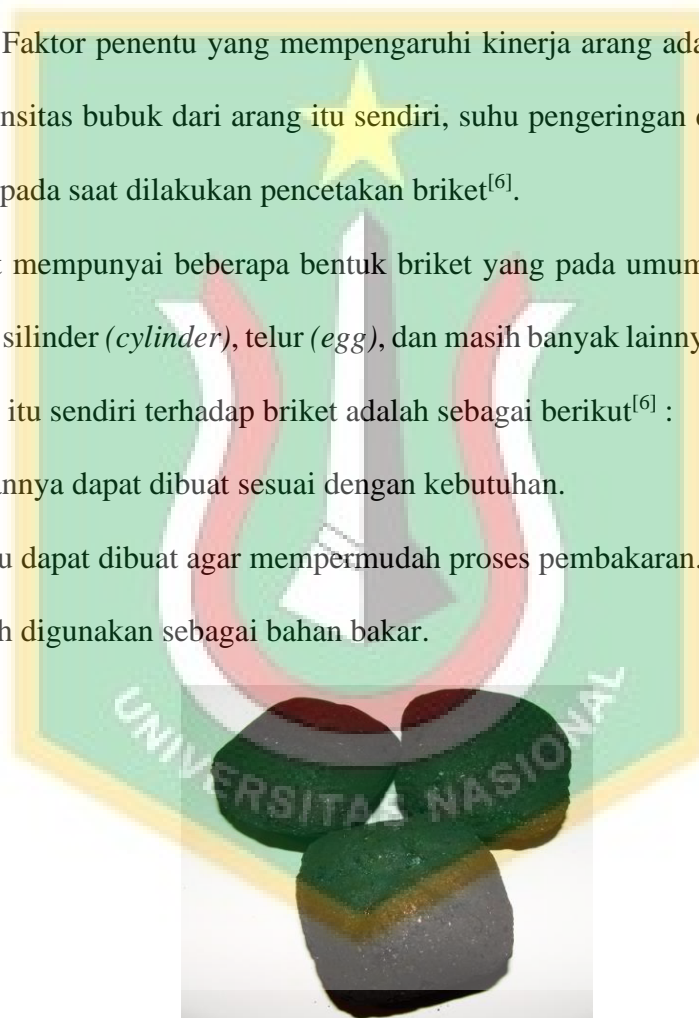 Faktor penentu yang mempengaruhi kinerja arang ada
nsitas bubuk dari arang itu sendiri, suhu pengeringan
pada saat dilakukan pencetakan briket[6].
mempunyai beberapa bentuk briket yang pada umum
silinder (cylinder), telur (egg), dan masih banyak lainny
itu sendiri terhadap briket adalah sebagai berikut[6] :
nnya dapat dibuat sesuai dengan kebutuhan.
u dapat dibuat agar mempermudah proses pembakaran.
h digunakan sebagai bahan bakar.
UNIVERSITAS NASIONAL